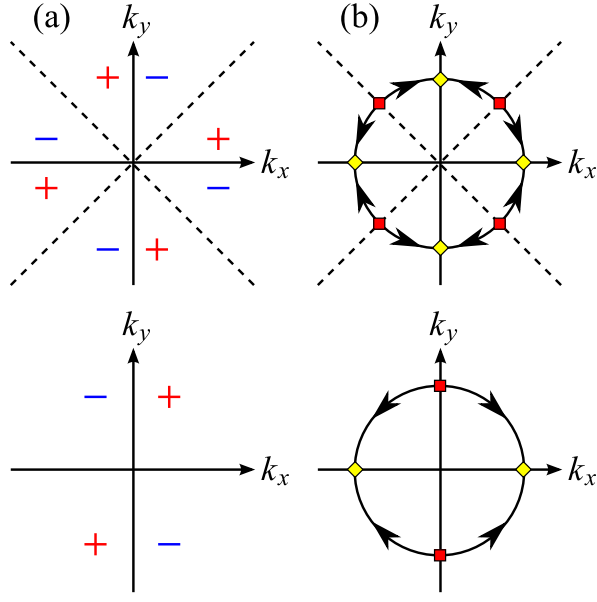 (a)
k_y
+ −
− +
k_x
+ −
− +
(b)
k_y
k_x
k_y
− +
k_x
+ −
k_y
k_x